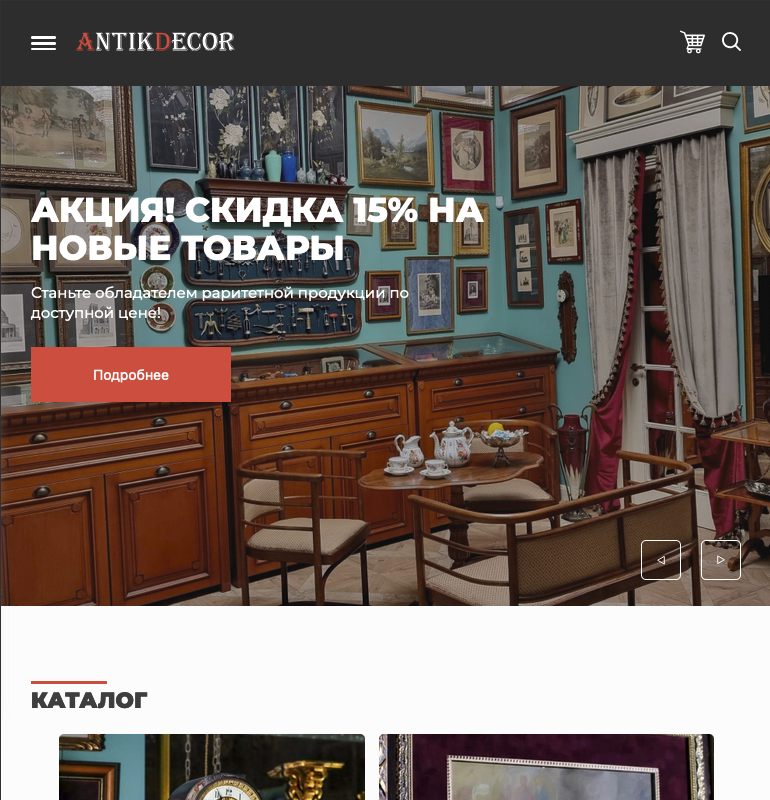 ANTIKDECOR
АКЦИЯ! СКИДКА 15% НА
НОВЫЕ ТОВАРЫ
Станьте обладателем раритетной продукции по
доступной цене!
Подробнее
КАТАЛОГ